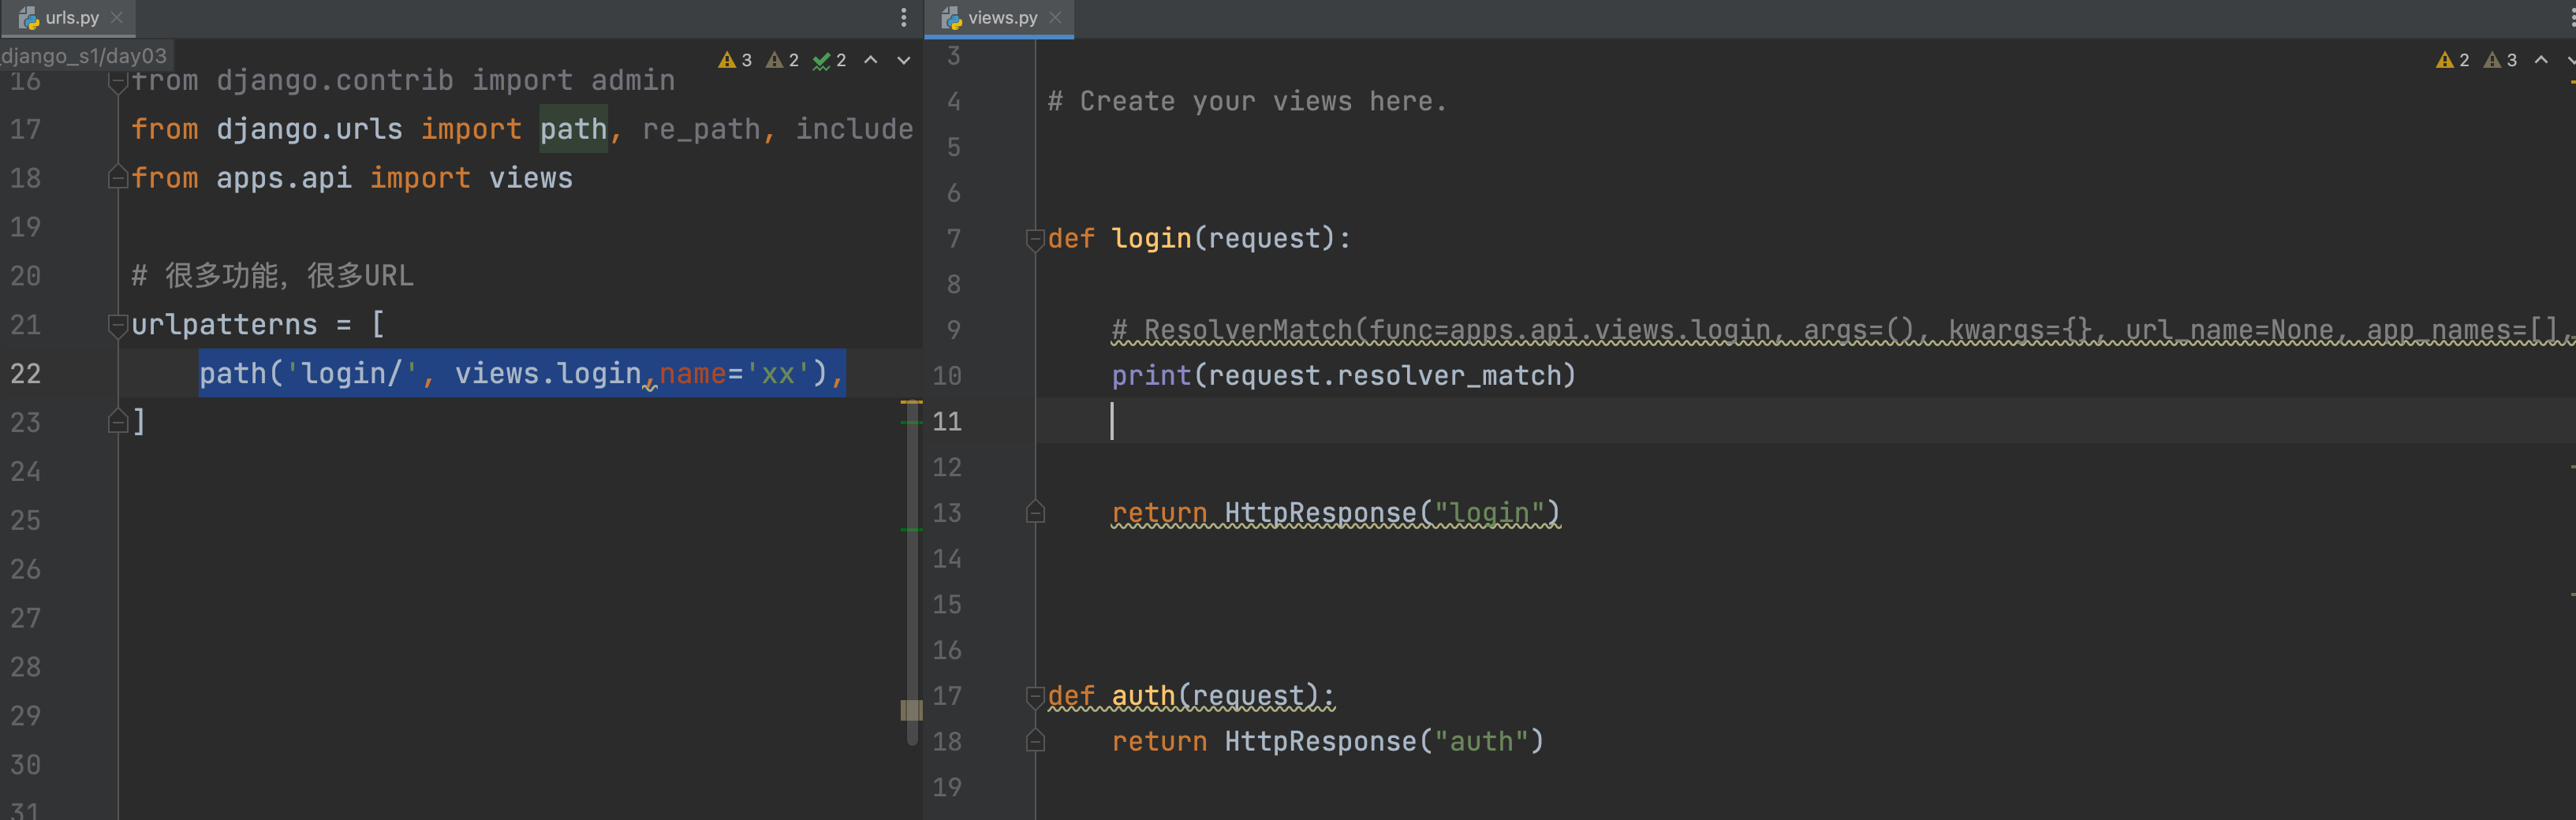 urls.py
django_s1/day03
3 2 2
16 from django.contrib import admin
17 from django.urls import path, re_path, include
18 from apps.api import views
19
20 # 很多功能，很多URL
21 urlpatterns = [
22 path('login/', views.login,name='xx'),
23 ]
24
25
26
27
28
29
30
31
views.py
2 3
3
4 # Create your views here.
5
6
7 def login(request):
8
9 # ResolverMatch(func=apps.api.views.login, args=(), kwargs={}, url_name=None, app_names=[],
10 print(request.resolver_match)
11
12
13 return HttpResponse("login")
14
15
16
17 def auth(request):
18 return HttpResponse("auth")
19